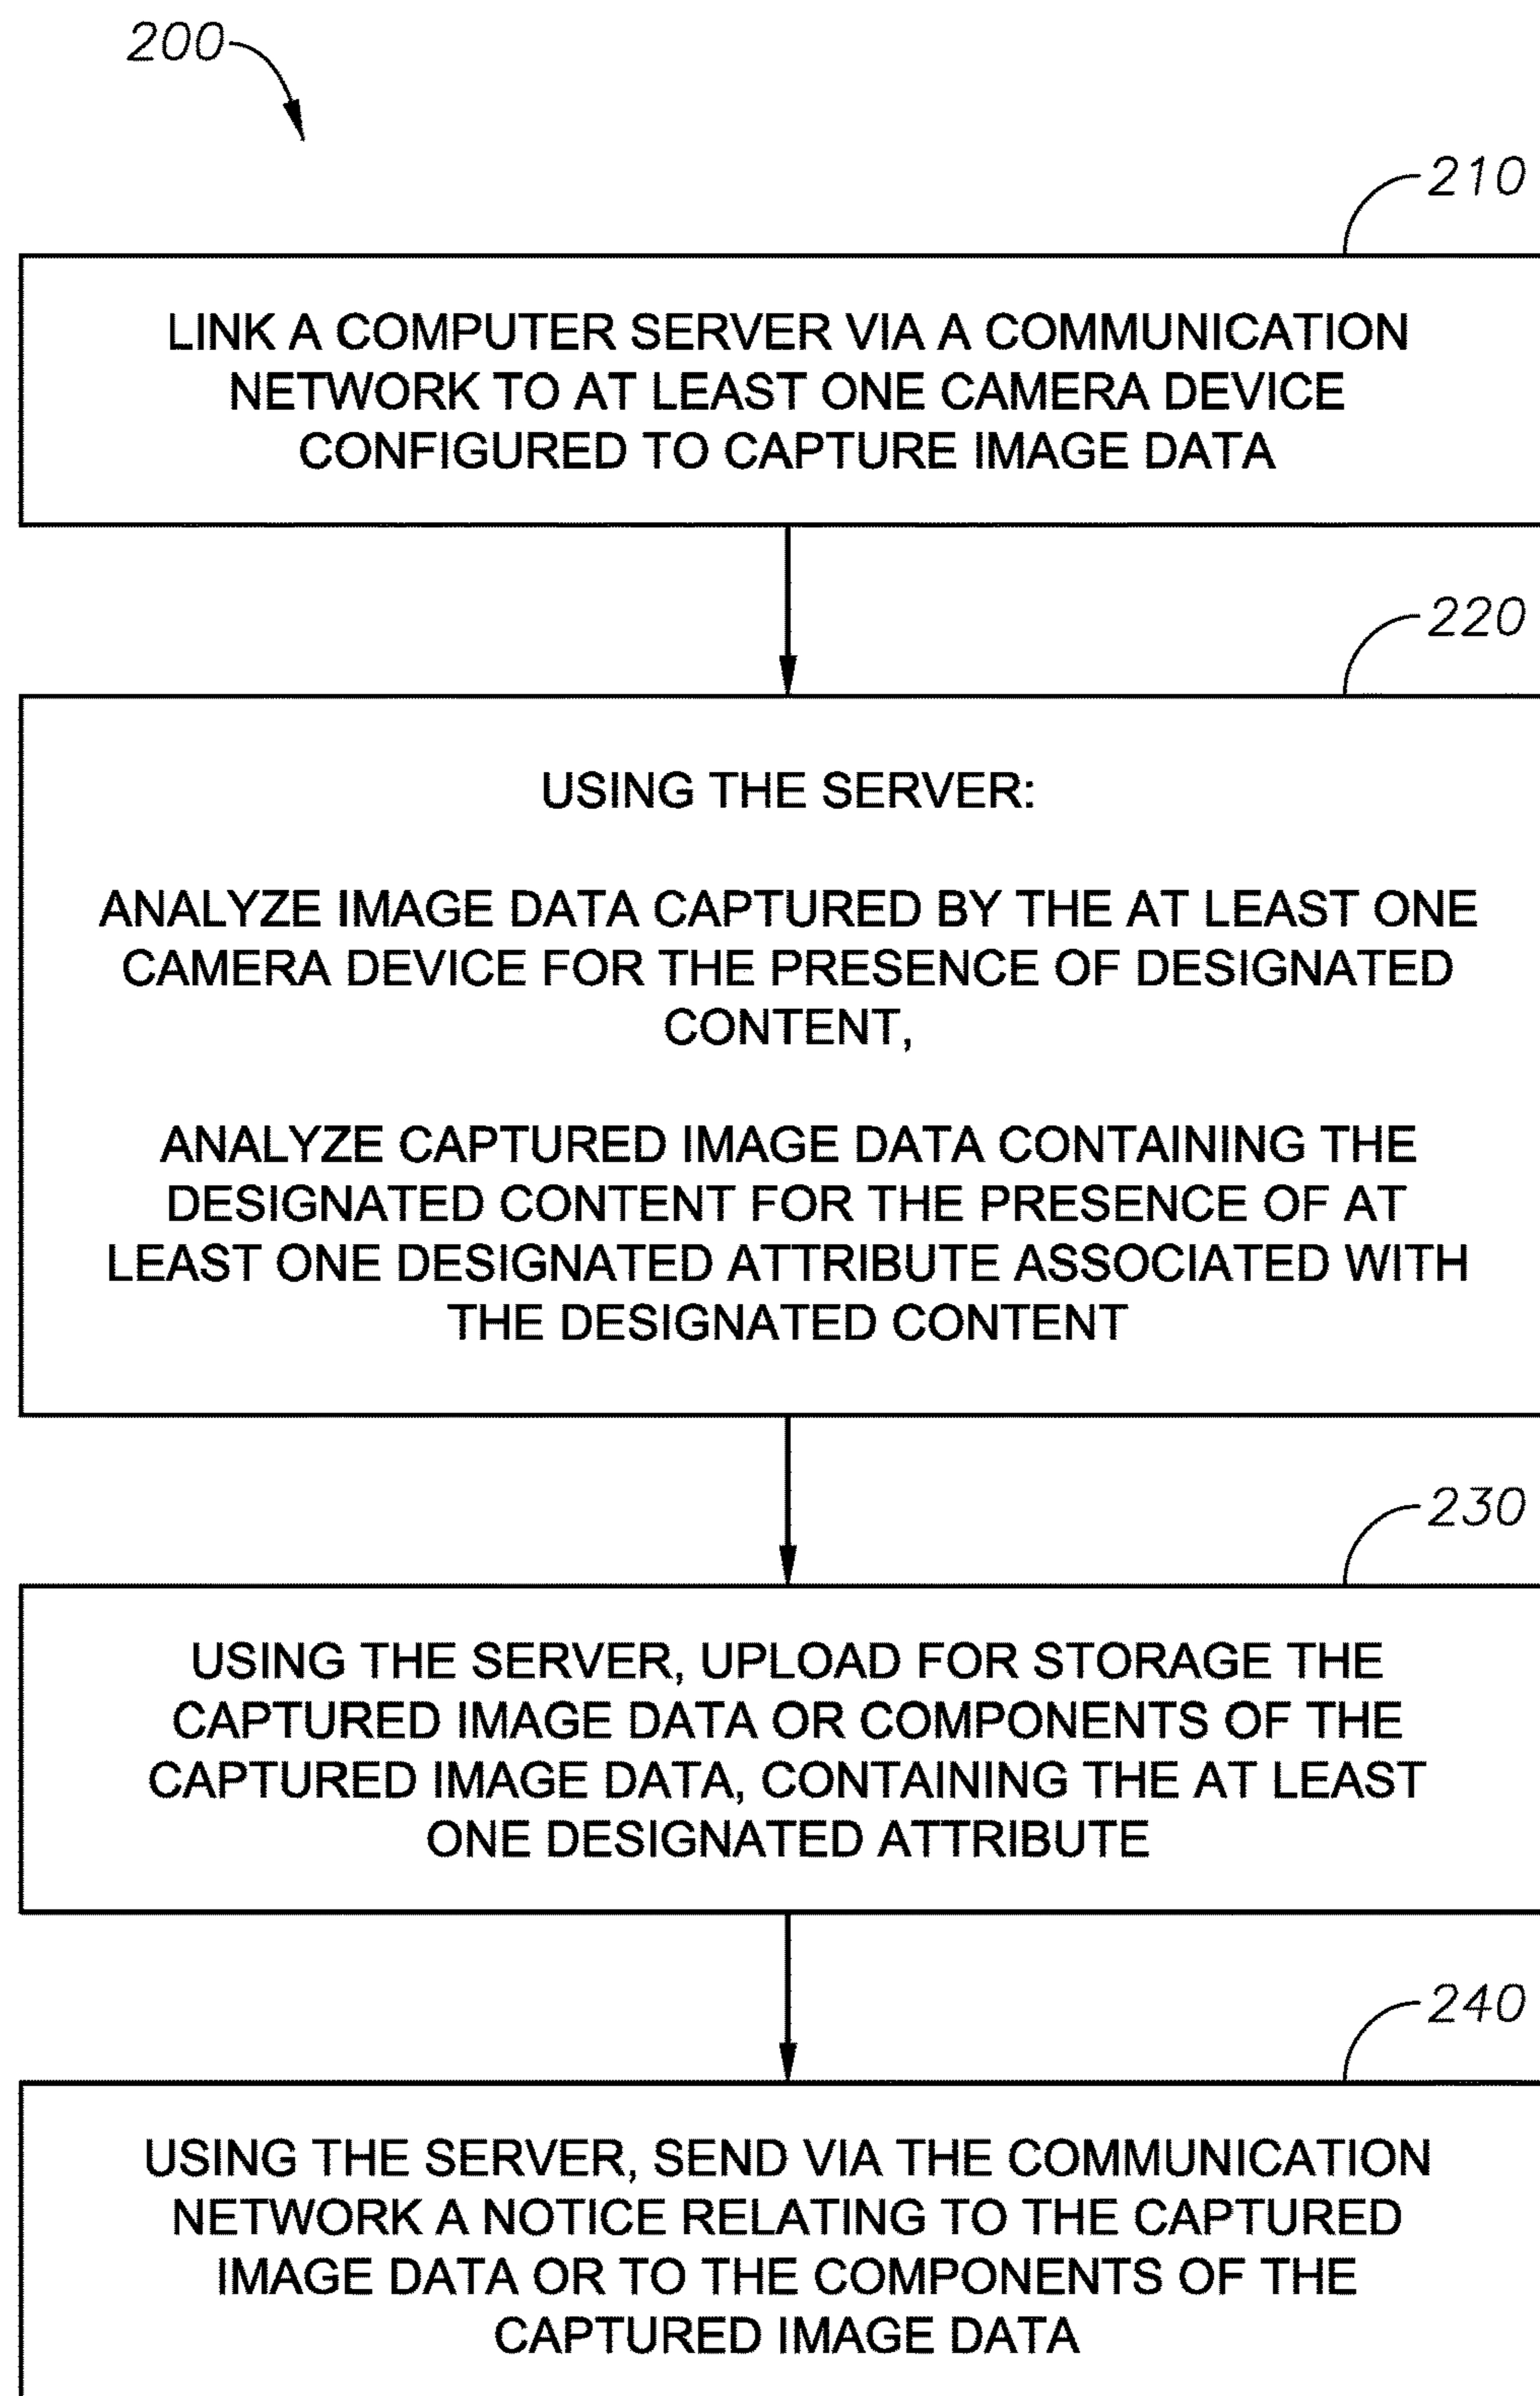 200
210
LINK A COMPUTER SERVER VIA A COMMUNICATION
NETWORK TO AT LEAST ONE CAMERA DEVICE
CONFIGURED TO CAPTURE IMAGE DATA
220
USING THE SERVER:
ANALYZE IMAGE DATA CAPTURED BY THE AT LEAST ONE
CAMERA DEVICE FOR THE PRESENCE OF DESIGNATED
CONTENT,
ANALYZE CAPTURED IMAGE DATA CONTAINING THE
DESIGNATED CONTENT FOR THE PRESENCE OF AT
LEAST ONE DESIGNATED ATTRIBUTE ASSOCIATED WITH
THE DESIGNATED CONTENT
230
USING THE SERVER, UPLOAD FOR STORAGE THE
CAPTURED IMAGE DATA OR COMPONENTS OF THE
CAPTURED IMAGE DATA, CONTAINING THE AT LEAST
ONE DESIGNATED ATTRIBUTE
240
USING THE SERVER, SEND VIA THE COMMUNICATION
NETWORK A NOTICE RELATING TO THE CAPTURED
IMAGE DATA OR TO THE COMPONENTS OF THE
CAPTURED IMAGE DATA